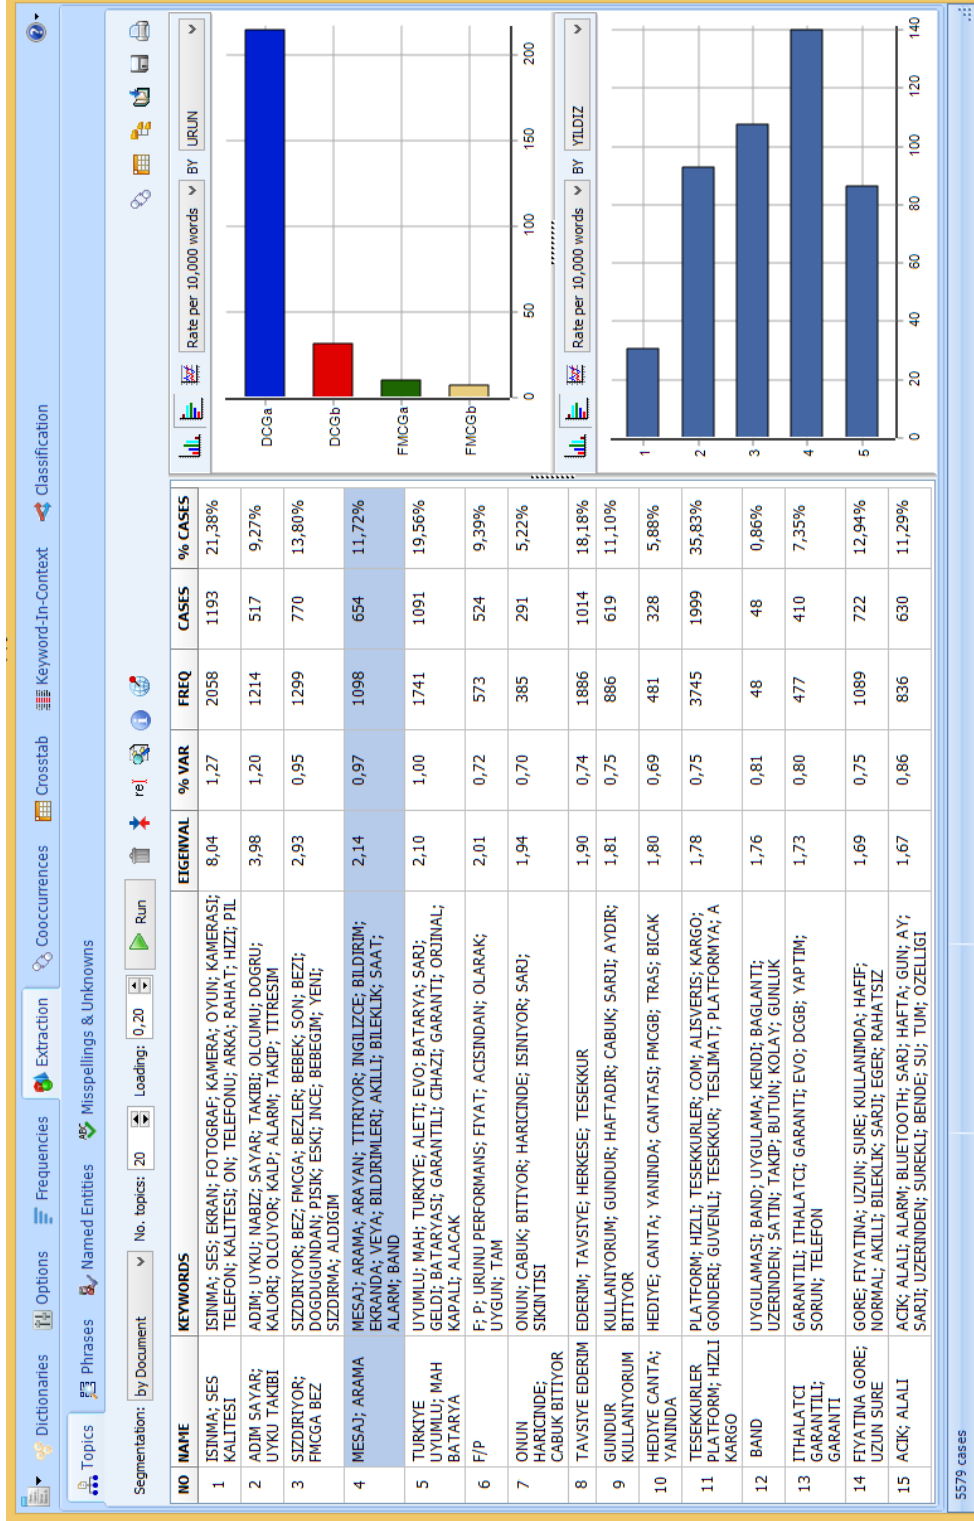 Dictionaries Options Frequencies Extraction Cooccurrences Crosstab Keyword-In-Context Classification
Topics Phrases Named Entities Misspellings & Unknowns
Segmentation: by Document No. topics: 20 Loading: 0,20 Run
NO NAME KEYWORDS EIGENVAL % VAR FREQ CASES % CASES
1 ISINMA; SES KALITESI ISINMA; SES; EKRAN; FOTOGRAF; KAMERA; OYUN; KAMERASI; 8,04 1,27 2058 1193 21,38%
TELEFON; KALITESI; ON; TELEFONU; ARKA; RAHAT; HIZI; PIL
2 ADIM SAYAR; UYKU TAKIBI ADIM; UYKU; NABIZ; SAYAR; TAKIBI; OLCUMU; DOGRU; 3,98 1,20 1214 517 9,27%
KALORI; OLCUYOR; KALP; ALARM; TAKIP; TITRESIM
3 SIZDIRIYOR; FMCGA BEZ SIZDIRIYOR; BEZ; FMCGA; BEZLER; BEBEK; SON; BEZI; 2,93 0,95 1299 770 13,80%
DOGDUGUNDAN; PISIK; ESKI; INCE; BEBEGIM; YENI;
SIZDIRMA; ALDIGIM
4 MESAJ; ARAMA MESAJ; ARAMA; ARAYAN; TITRIYOR; INGILIZCE; BILDIRIM; 2,14 0,97 1098 654 11,72%
EKRANDA; VEYA; BILDIRIMLERI; AKILLI; BILEKLIK; SAAT;
ALARM; BAND
5 TURKIYE UYUMLU; MAH BATARYA UYUMLU; MAH; TURKIYE; ALETI; EVO; BATARYA; SARJ; 2,10 1,00 1741 1091 19,56%
GELDI; BATARYASI; GARANTILI; CIHAZI; GARANTI; ORJINAL;
KAPALI; ALACAK
6 F/P F; P; URUNU PERFORMANS; FIYAT; ACISINDAN; OLARAK; 2,01 0,72 573 524 9,39%
UYGUN; TAM
7 ONUN HARICINDE; CABUK BITIYOR ONUN; CABUK; BITIYOR; HARICINDE; ISINIYOR; SARJ; 1,94 0,70 385 291 5,22%
SIKINTISI
8 TAVSIYE EDERIM EDERIM; TAVSIYE; HERKESE; TESEKKUR 1,90 0,74 1886 1014 18,18%
9 GUNDUR KULLANIYORUM KULLANIYORUM; GUNDUR; HAFTADIR; CABUK; SARJI; AYDIR; 1,81 0,75 886 619 11,10%
BITIYOR
10 HEDIYE CANTA; YANINDA HEDIYE; CANTA; YANINDA; CANTASI; FMCGB; TRAS; BICAK 1,80 0,69 481 328 5,88%
11 TESEKKURLER PLATFORM; HIZLI KARGO PLATFORM; HIZLI; TESEKKURLER; COM; ALISVERIS; KARGO; 1,78 0,75 3745 1999 35,83%
GONDERI; GUVENLI; TESEKKUR; TESLIMAT; PLATFORMYA; A
12 BAND UYGULAMASI; BAND; UYGULAMA; KENDI; BAGLANTI; 1,76 0,81 48 48 0,86%
UZERINDEN; SATIN; TAKIP; BUTUN; KOLAY; GUNLUK
13 ITHALATCI GARANTILI; GARANTI GARANTILI; ITHALATCI; GARANTI; EVO; DCGB; YAPTIM; 1,73 0,80 477 410 7,35%
SORUN; TELEFON
14 FIYATINA GORE; UZUN SURE GORE; FIYATINA; UZUN; SURE; KULLANIMDA; HAFIF; 1,69 0,75 1089 722 12,94%
NORMAL; AKILLI; BILEKLIK; SARJI; EGER; RAHATSIZ
15 ACIK; ALALI ACIK; ALALI; ALARM; BLUETOOTH; SARJ; HAFTA; GUN; AY; 1,67 0,86 836 630 11,29%
SARJI; UZERINDEN; SUREKLI; BENDE; SU; TUM; OZELLIGI
Rate per 10,000 words BY URUN
DCGa
DCGb
FMCGa
FMCGb
0 50 100 150 200
Rate per 10,000 words BY YILDIZ
1
2
3
4
5
0 20 40 60 80 100 120 140
5579 cases